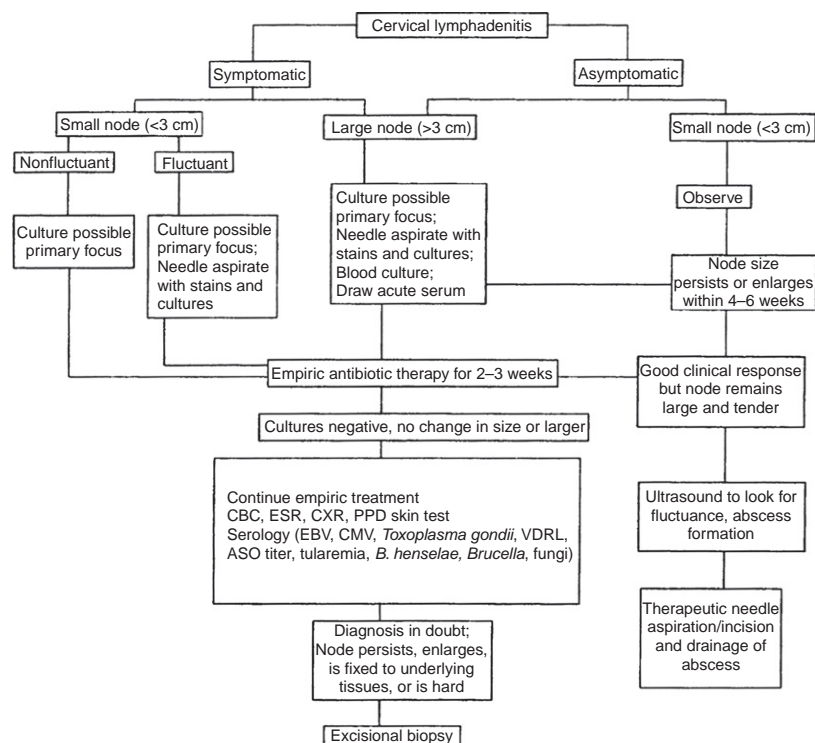 Cervical lymphadenitis
Symptomatic
Asymptomatic
Small node (<3 cm)
Large node (>3 cm)
Small node (<3 cm)
Nonfluctuant
Fluctuant
Observe
Culture possible
primary focus
Culture possible
primary focus;
Needle aspirate
with stains and
cultures
Culture possible
primary focus;
Needle aspirate with
stains and cultures;
Blood culture;
Draw acute serum
Node size
persists or enlarges
within 4–6 weeks
Empiric antibiotic therapy for 2–3 weeks
Good clinical response
but node remains
large and tender
Cultures negative, no change in size or larger
Continue empiric treatment
CBC, ESR, CXR, PPD skin test
Serology (EBV, CMV, Toxoplasma gondii, VDRL,
ASO titer, tularemia, B. henselae, Brucella, fungi)
Ultrasound to look for
fluctuance, abscess
formation
Therapeutic needle
aspiration/incision
and drainage of
abscess
Diagnosis in doubt;
Node persists, enlarges,
is fixed to underlying
tissues, or is hard
Excisional biopsy